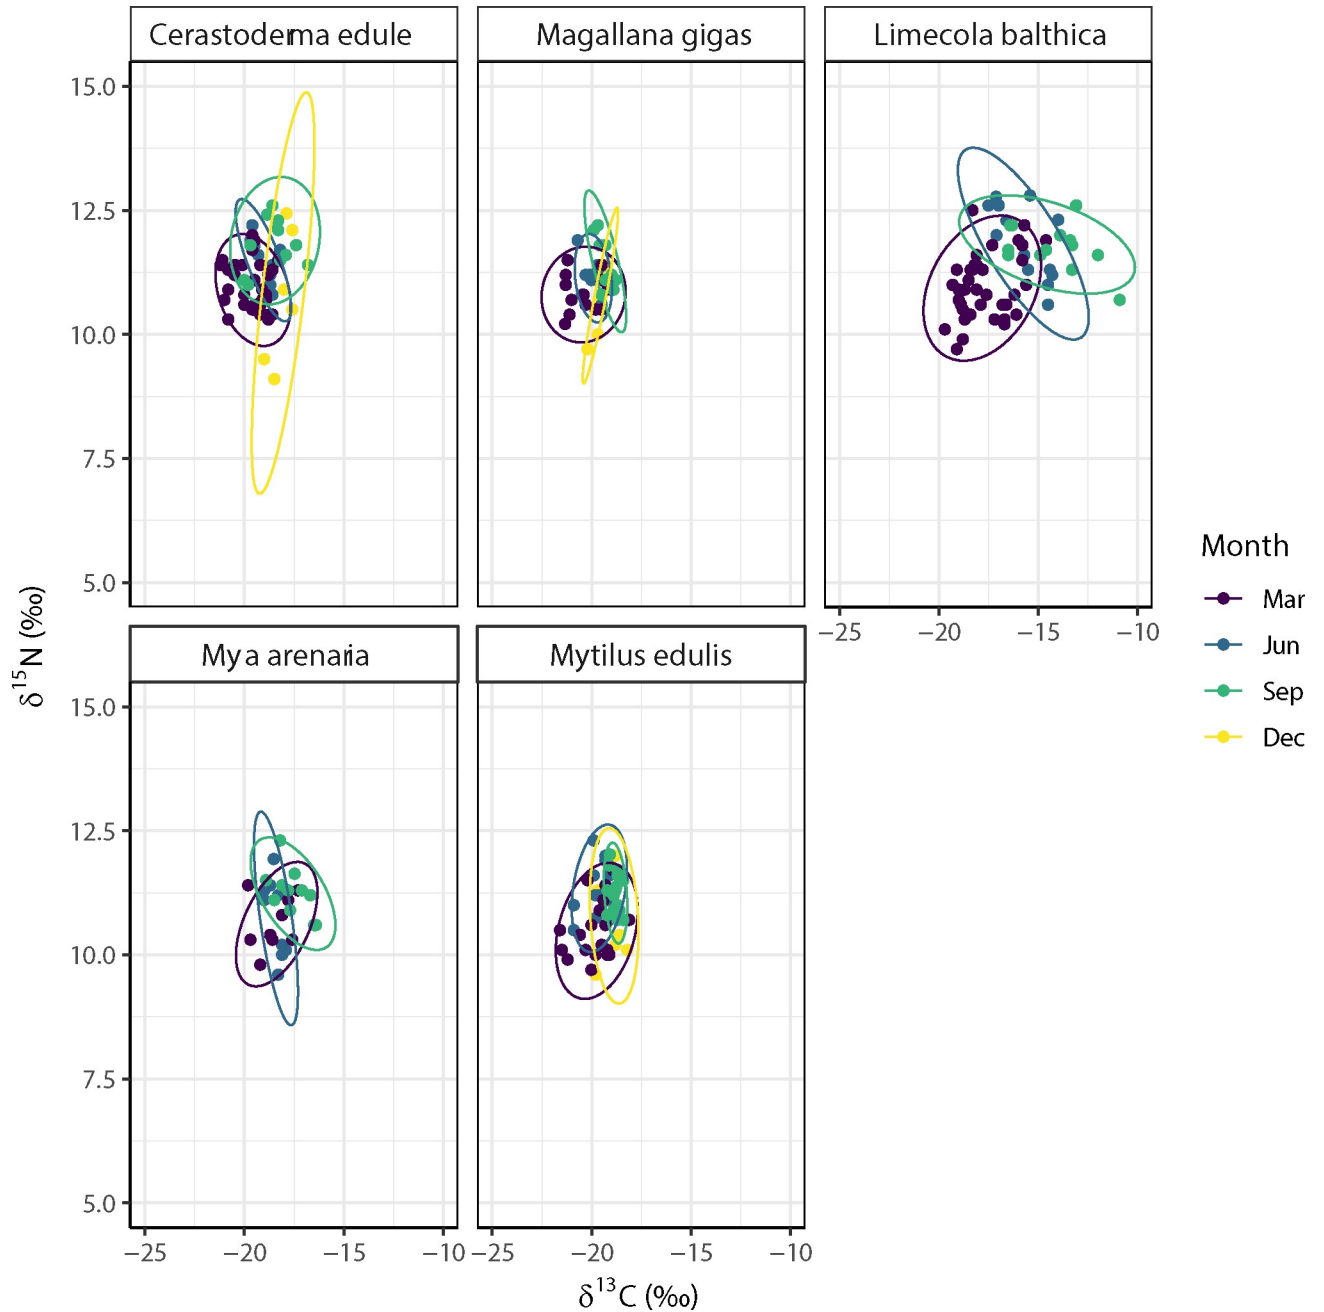 Cerastoderma edule
Magallana gigas
Limecola balthica
15.0
12.5
10.0
7.5
5.0
−25 −20 −15 −10
Mya arenaria
Mytilus edulis
15.0
12.5
10.0
7.5
5.0
−25 −20 −15 −10
−25 −20 −15 −10
δ¹⁵N (‰)
δ¹³C (‰)
Month
Mar
Jun
Sep
Dec